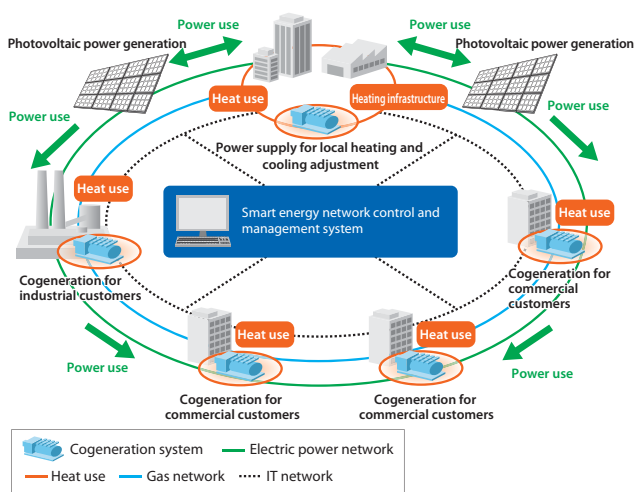 Power use
Power use
Photovoltaic power generation
Photovoltaic power generation
Heat use
Heating infrastructure
Power use
Power use
Power supply for local heating and
cooling adjustment
Heat use
Smart energy network control and
management system
Heat use
Cogeneration for
industrial customers
Cogeneration for
commercial
customers
Heat use
Heat use
Power use
Power use
Cogeneration for
commercial customers
Cogeneration for
commercial customers
Cogeneration system
Electric power network
Heat use
Gas network
IT network